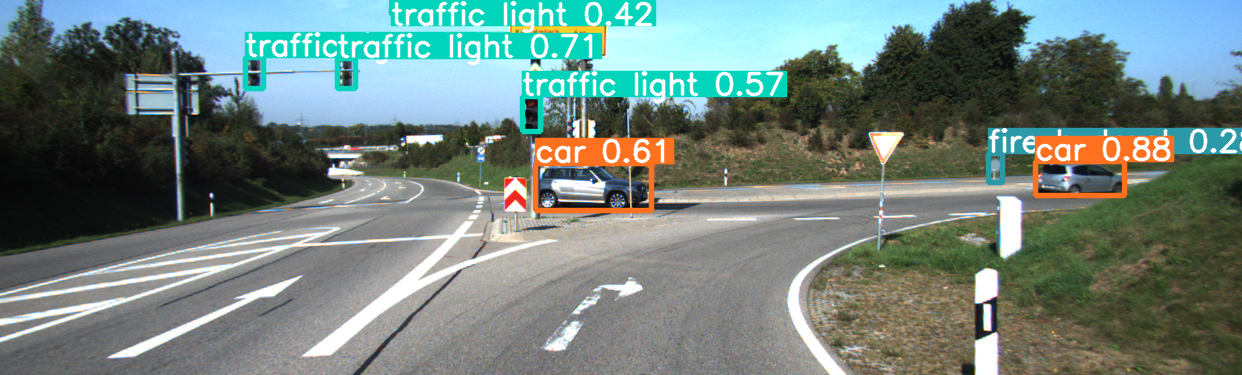 traffic light 0.42
traffictraffic light 0.71
traffic light 0.57
car 0.61
fire
car 0.88
0.28